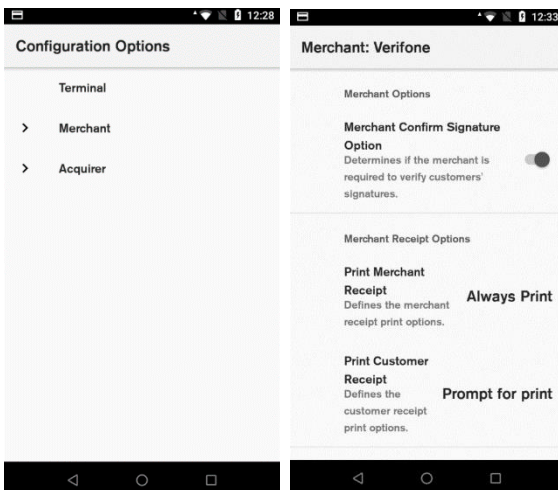 12:28
Configuration Options
Terminal
Merchant
Acquirer
12:33
Merchant: Verifone
Merchant Options
Merchant Confirm Signature
Option
Determines if the merchant is
required to verify customers'
signatures.
Merchant Receipt Options
Print Merchant
Receipt
Defines the merchant
receipt print options.
Always Print
Print Customer
Receipt
Defines the
customer receipt
print options.
Prompt for print